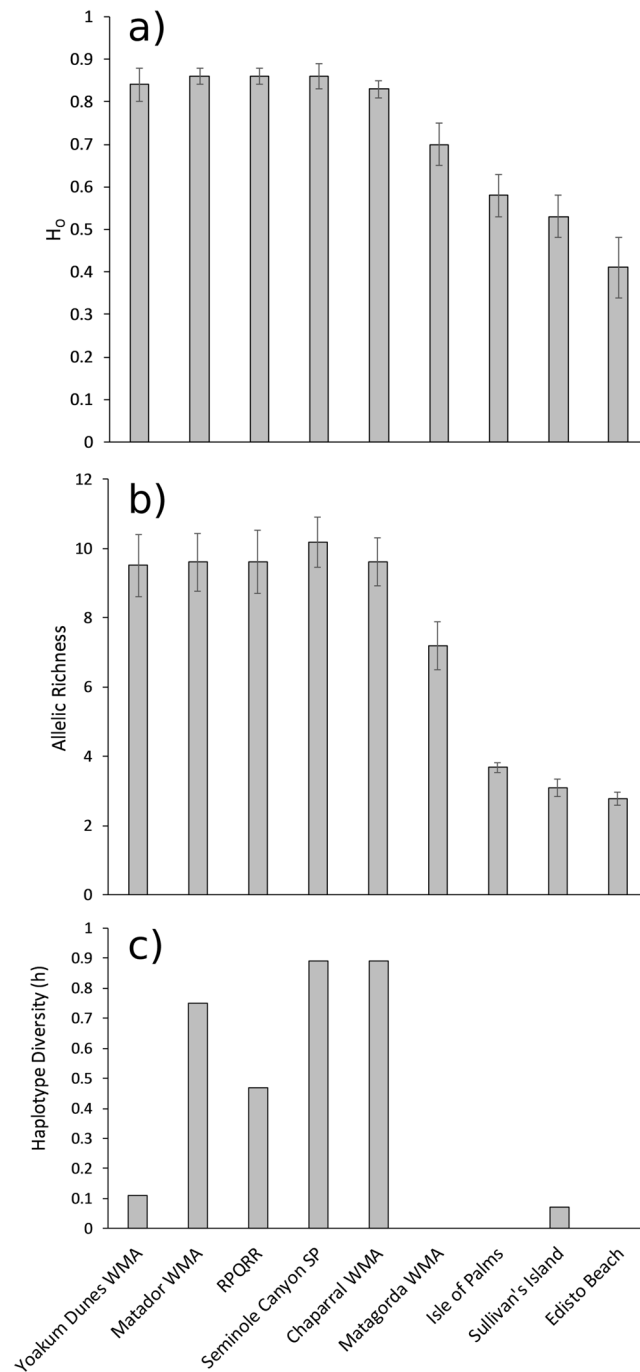 a)
1
0.9
0.8
0.7
0.6
0.5
0.4
0.3
0.2
0.1
0
HO
b)
12
10
8
6
4
2
0
Allelic Richness
c)
1
0.9
0.8
0.7
0.6
0.5
0.4
0.3
0.2
0.1
0
Haplotype Diversity (h)
Yoakum Dunes WMA
Matador WMA
RPQRR
Seminole Canyon SP
Chaparral WMA
Matagorda WMA
Isle of Palms
Sullivan's Island
Edisto Beach